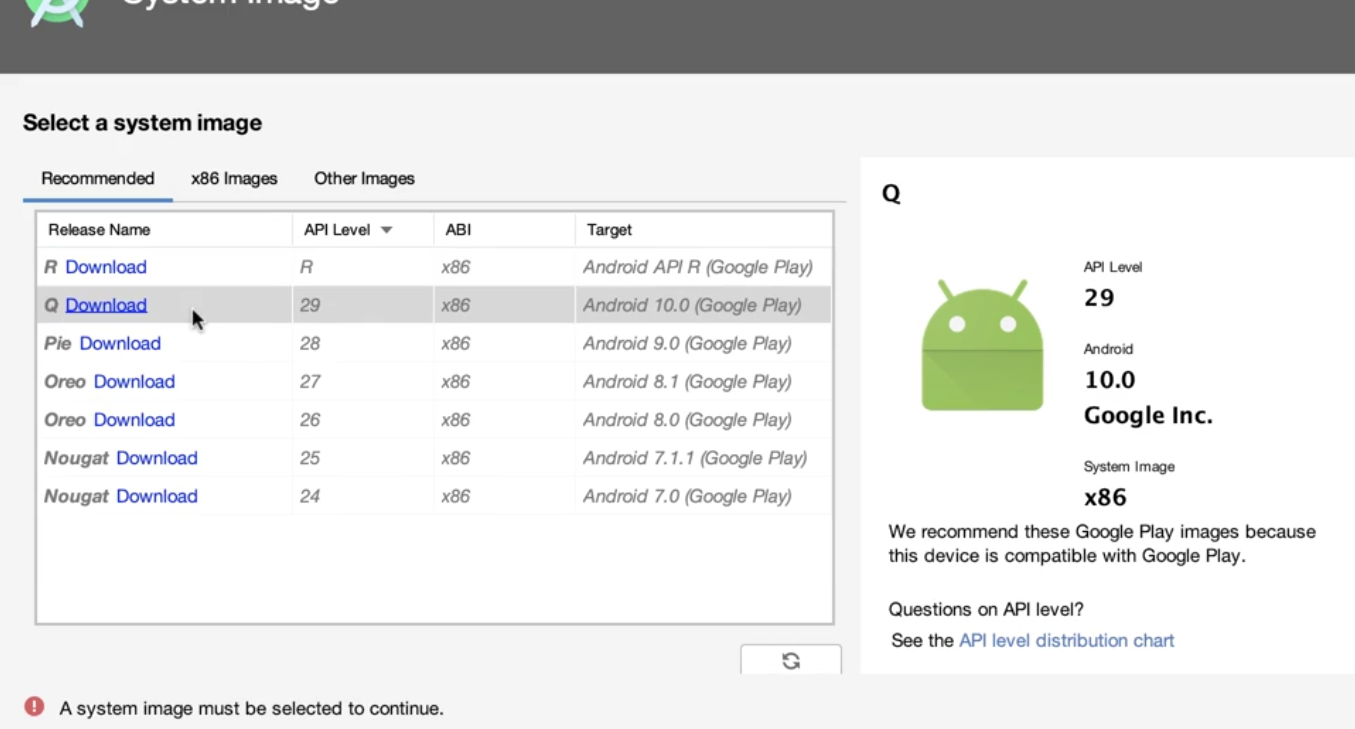 System Image
Select a system image
Recommended x86 Images Other Images
Release Name API Level ABI Target
R Download R x86 Android API R (Google Play)
Q Download 29 x86 Android 10.0 (Google Play)
Pie Download 28 x86 Android 9.0 (Google Play)
Oreo Download 27 x86 Android 8.1 (Google Play)
Oreo Download 26 x86 Android 8.0 (Google Play)
Nougat Download 25 x86 Android 7.1.1 (Google Play)
Nougat Download 24 x86 Android 7.0 (Google Play)
Q
API Level
29
Android
10.0
Google Inc.
System Image
x86
We recommend these Google Play images because
this device is compatible with Google Play.
Questions on API level?
See the API level distribution chart
A system image must be selected to continue.